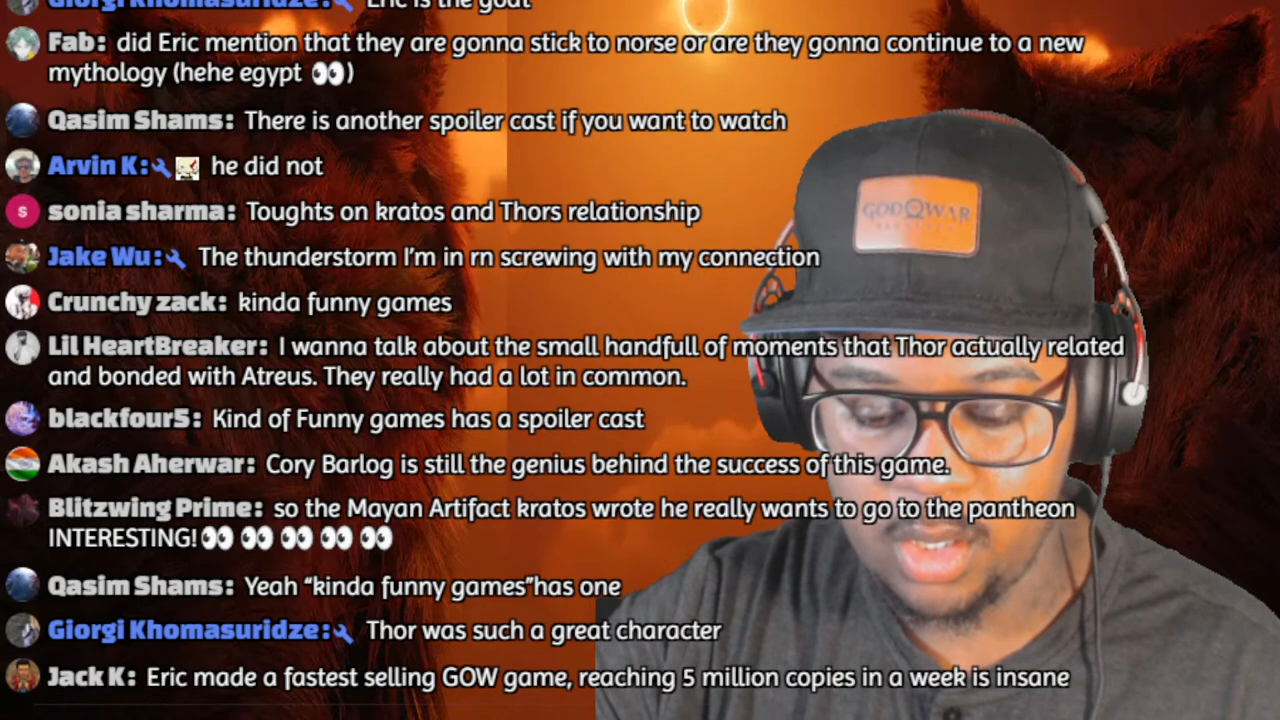 Giorgi Khomasuridze: Eric is the goat
Fab: did Eric mention that they are gonna stick to norse or are they gonna continue to a new
mythology (hehe egypt 👀)
Qasim Shams: There is another spoiler cast if you want to watch
Arvin K: he did not
S sonia sharma: Toughts on kratos and Thors relationship
Jake Wu: The thunderstorm I'm in rn screwing with my connection
Crunchy zack: kinda funny games
Lil HeartBreaker: I wanna talk about the small handfull of moments that Thor actually related
and bonded with Atreus. They really had a lot in common.
blackfour5: Kind of Funny games has a spoiler cast
Akash Aherwar: Cory Barlog is still the genius behind the success of this game.
Blitzwing Prime: so the Mayan Artifact kratos wrote he really wants to go to the pantheon
INTERESTING! 👀 👀 👀 👀 👀
Qasim Shams: Yeah “kinda funny games”has one
Giorgi Khomasuridze: Thor was such a great character
Jack K: Eric made a fastest selling GOW game, reaching 5 million copies in a week is insane
GOD OF WAR